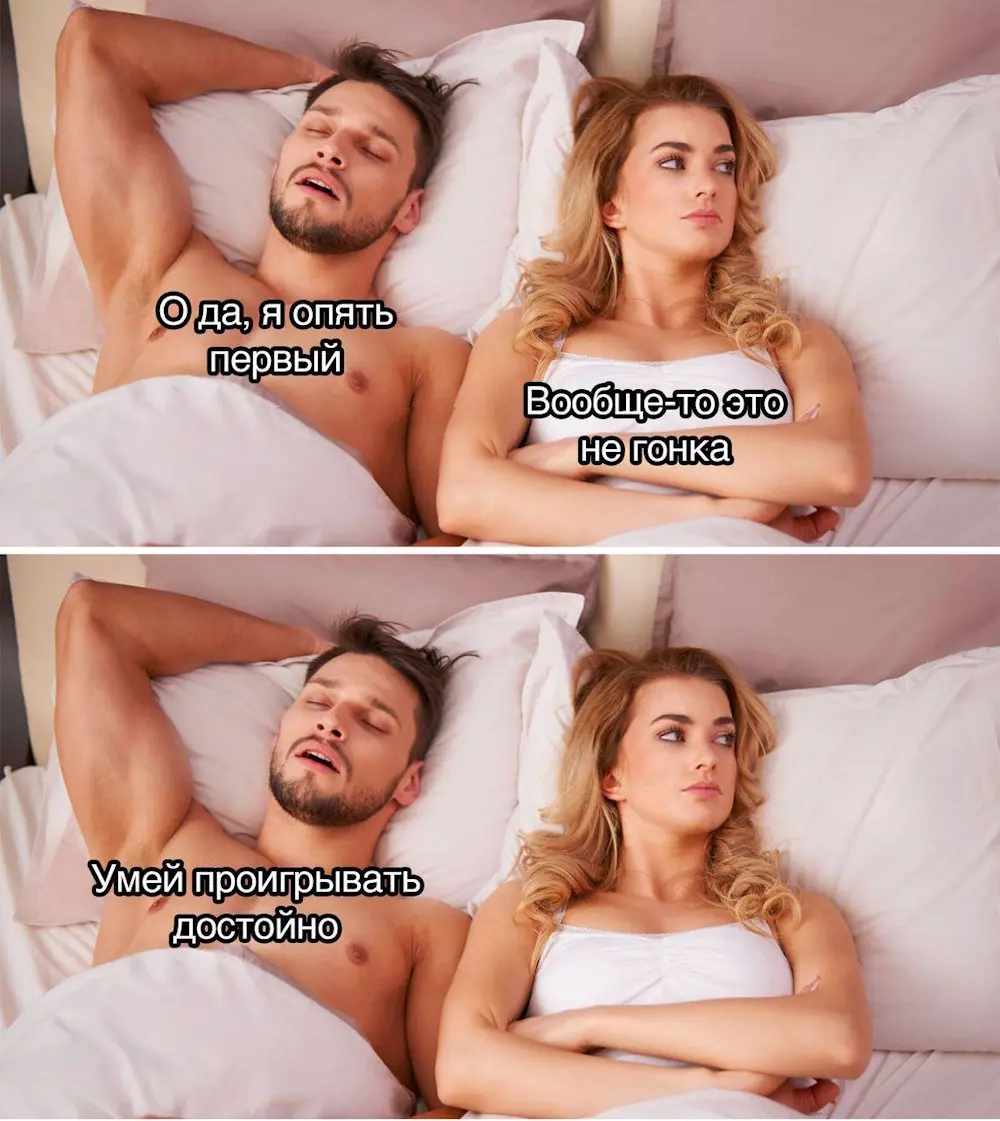 О да, я опять
первый
Вообще-то это
не гонка
Умей проигрывать
достойно